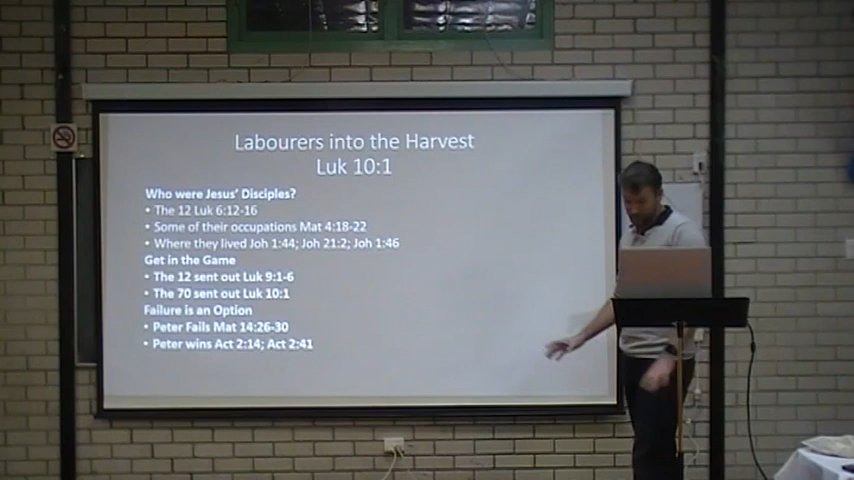 Labourers into the Harvest
Luk 10:1
Who were Jesus' Disciples?
• The 12 Luk 6:12-16
• Some of their occupations Mat 4:18-22
• Where they lived Joh 1:44; Joh 21:2; Joh 1:46
Get in the Game
• The 12 sent out Luk 9:1-6
• The 70 sent out Luk 10:1
Failure is an Option
• Peter Fails Mat 14:26-30
• Peter wins Act 2:14; Act 2:41